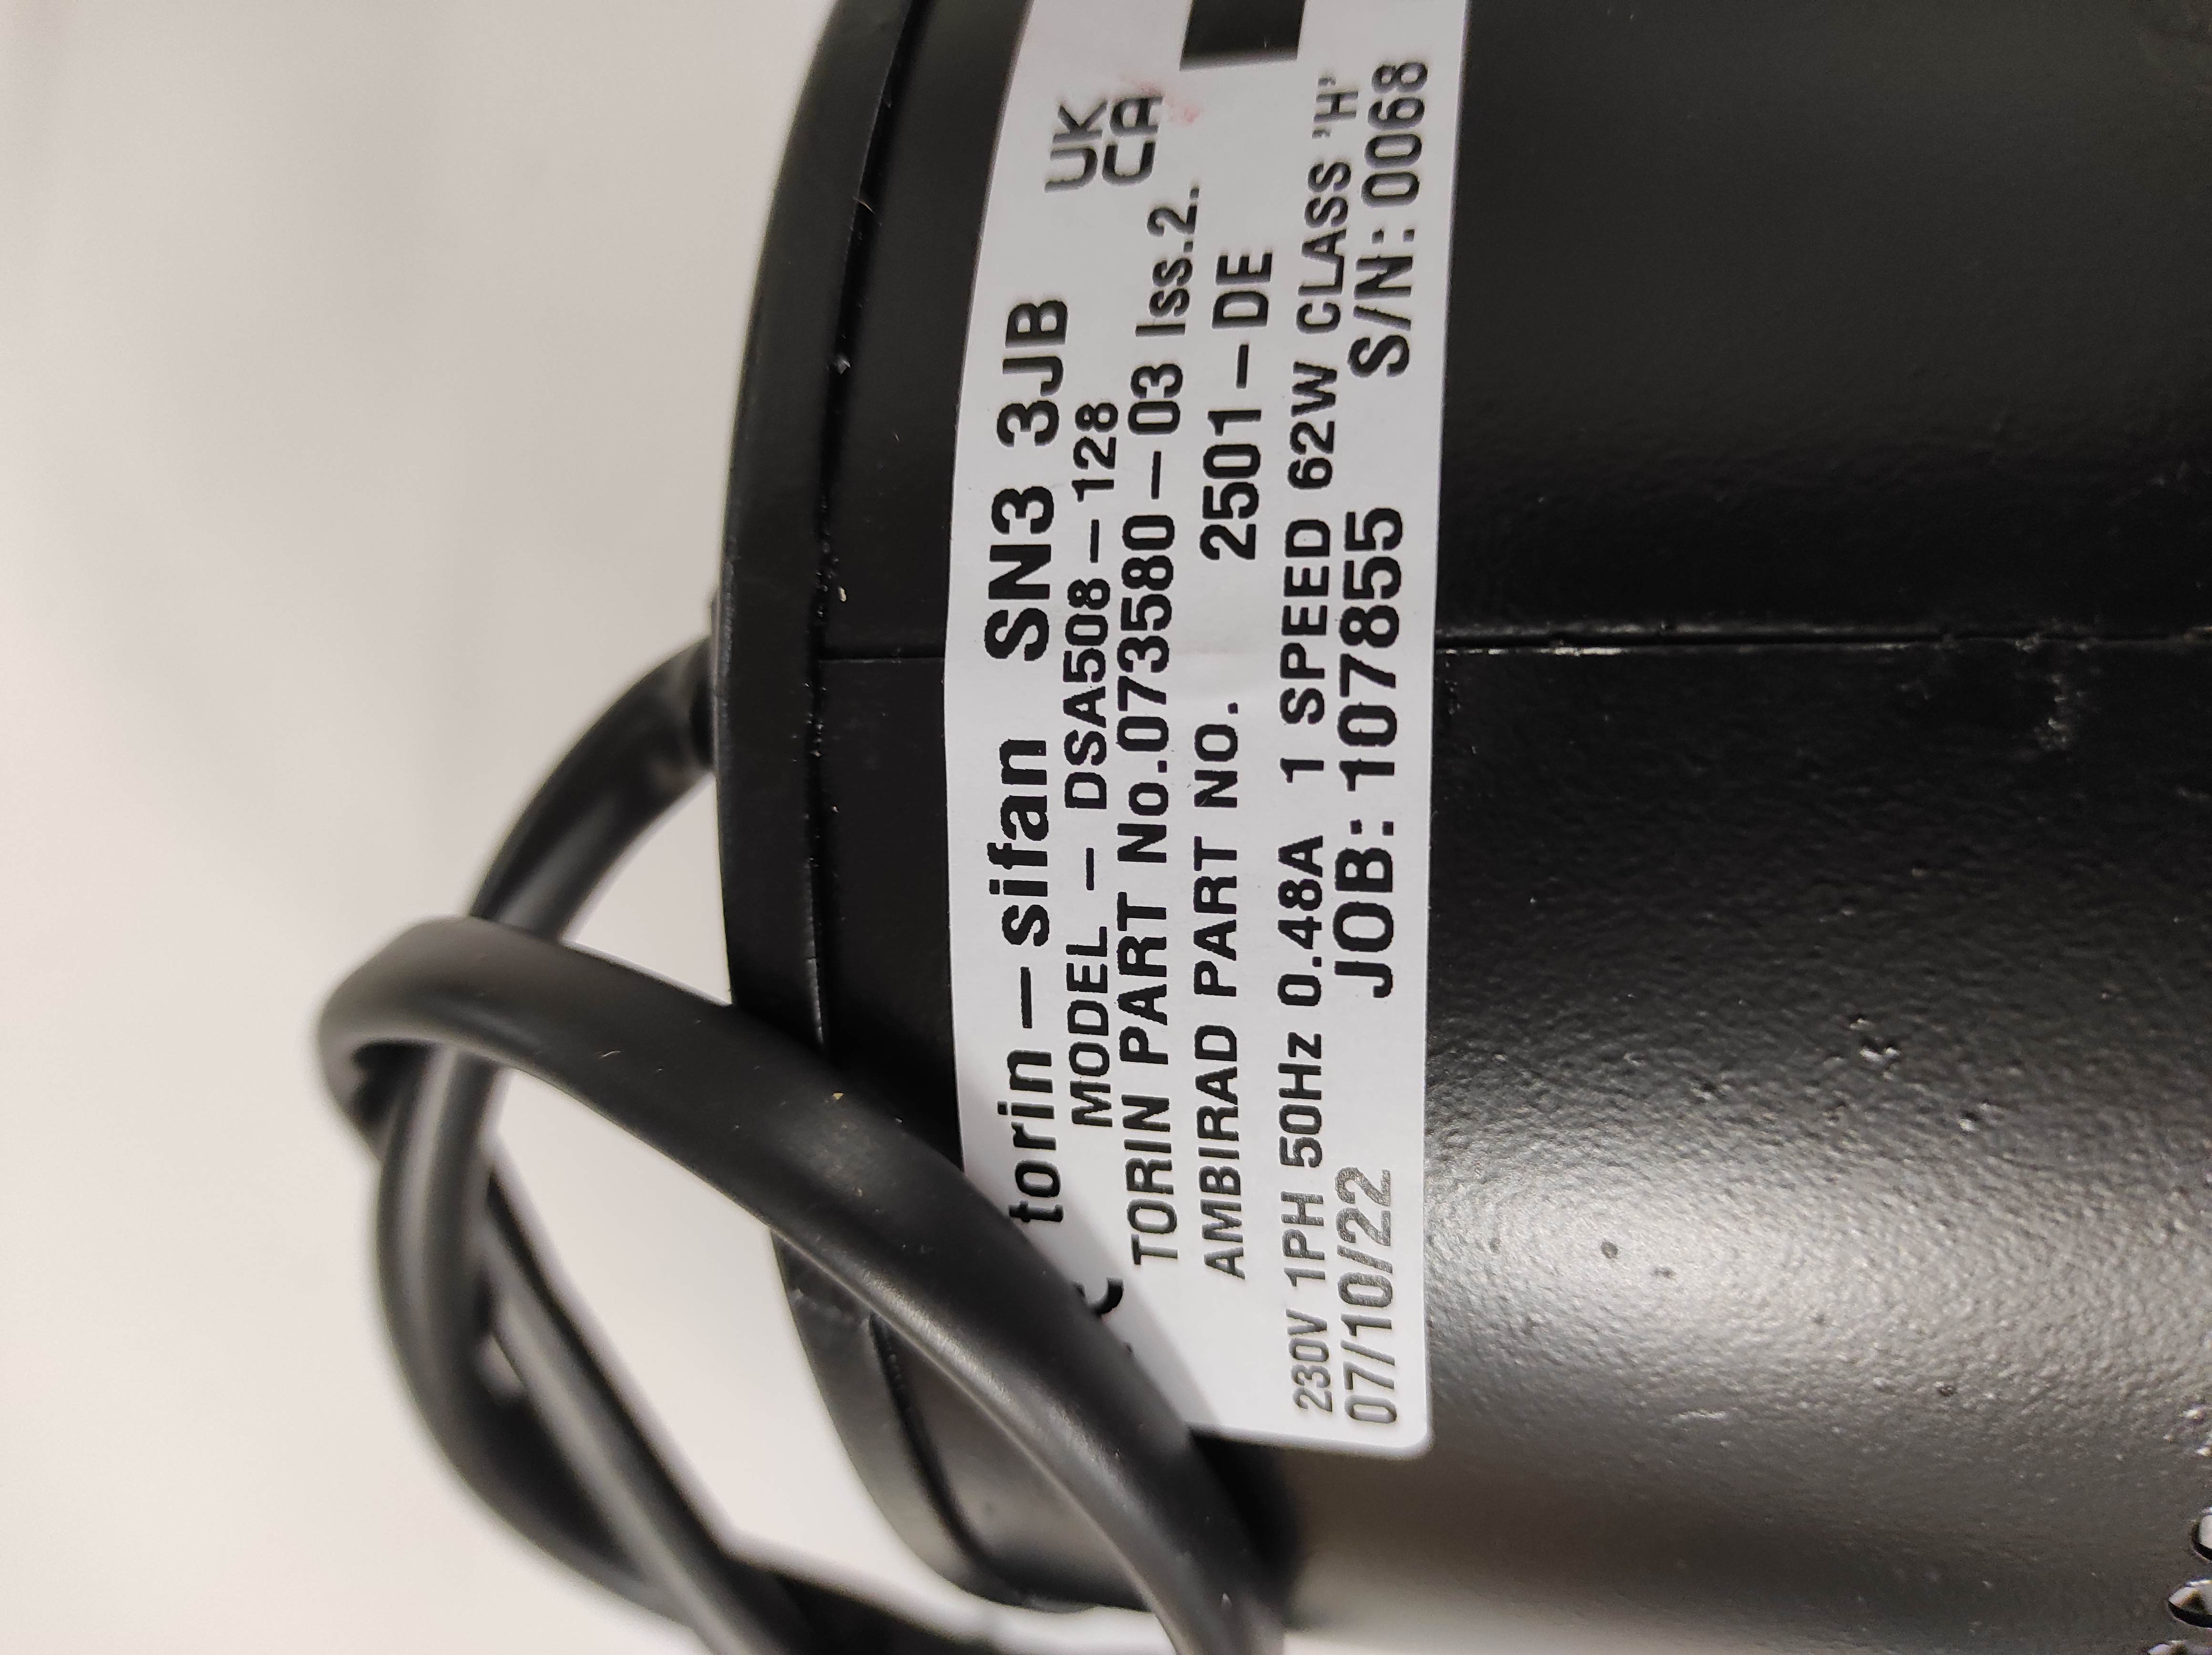 torin–sifan SN3 3JB
UK
CA
MODEL – DSA508–128
TORIN PART No.073580–03 Iss.2.
AMBIRAD PART NO. 2501–DE
230V 1PH 50Hz 0.48A 1 SPEED 62W CLASS 'H'
07/10/22 JOB: 107855 S/N: 0068